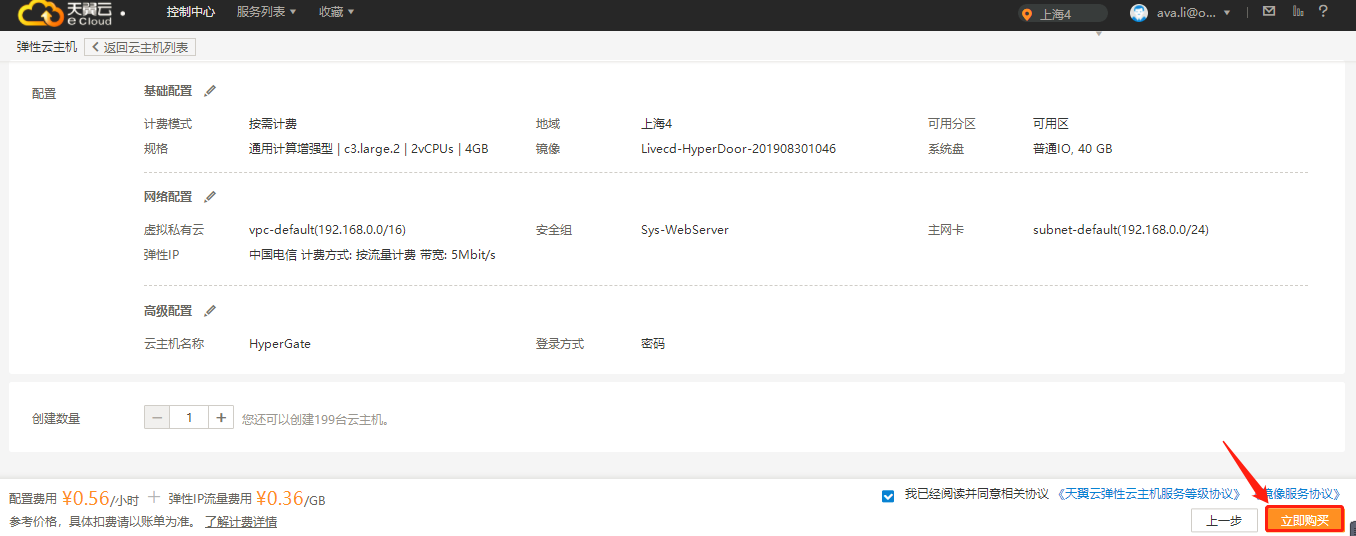 天翼云 控制中心 服务列表 收藏 上海4 ava.li@o... ?
e Cloud
弹性云主机 返回云主机列表
配置 基础配置
计费模式 按需计费 地域 上海4 可用分区 可用区
规格 通用计算增强型 | c3.large.2 | 2vCPUs | 4GB 镜像 Livecd-HyperDoor-201908301046 系统盘 普通IO, 40 GB
网络配置
虚拟私有云 vpc-default(192.168.0.0/16) 安全组 Sys-WebServer 主网卡 subnet-default(192.168.0.0/24)
弹性IP 中国电信 计费方式: 按流量计费 带宽: 5Mbit/s
高级配置
云主机名称 HyperGate 登录方式 密码
创建数量 − 1 + 您还可以创建199台云主机。
配置费用 ¥0.56/小时 + 弹性IP流量费用 ¥0.36/GB 我已经阅读并同意相关协议 《天翼云弹性云主机服务等级协议》 镜像服务协议》
参考价格，具体扣费请以账单为准。 了解计费详情 上一步 立即购买